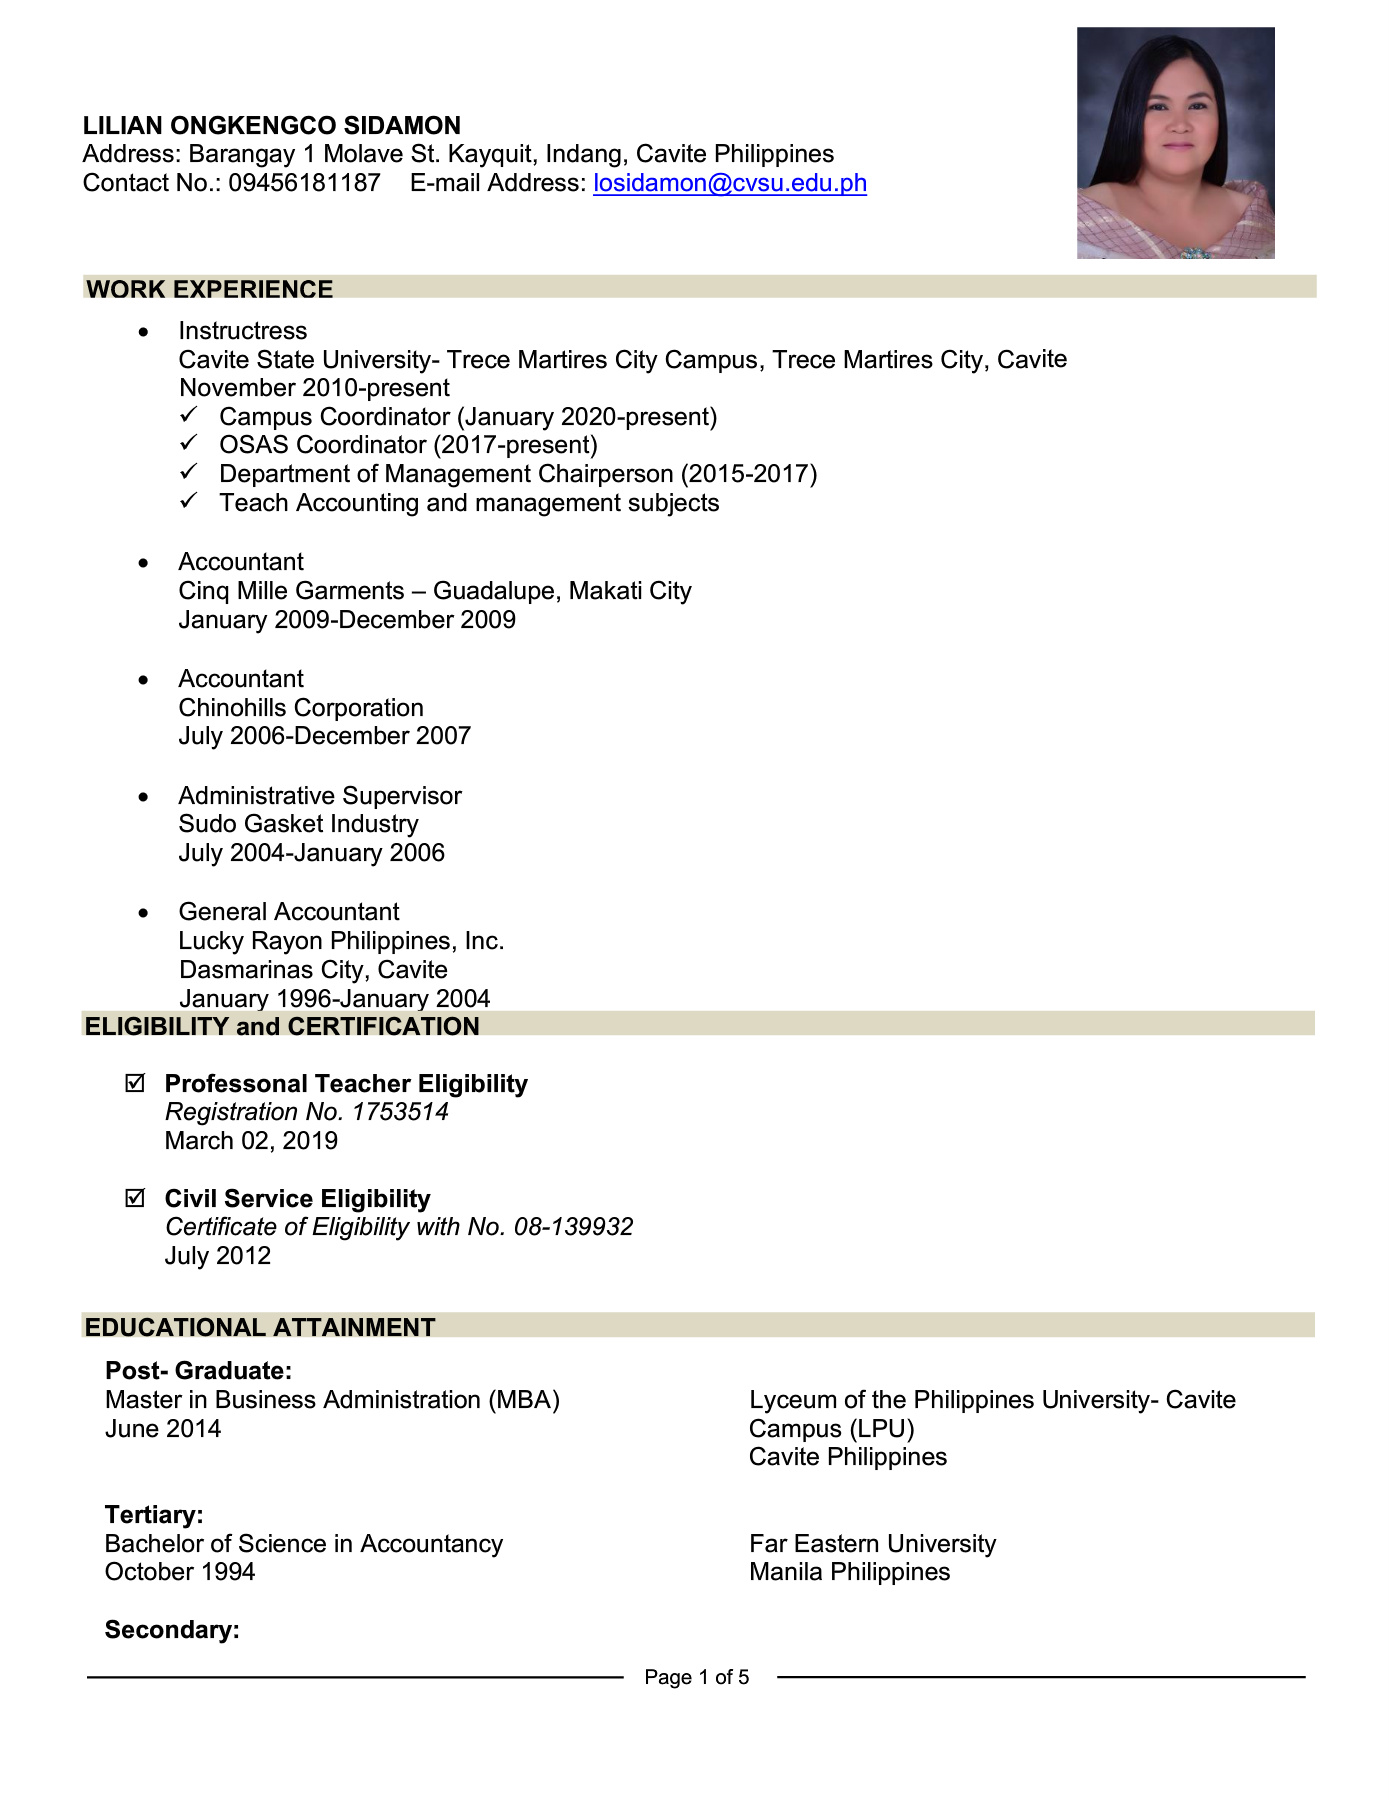 LILIAN ONGKENGCO SIDAMON
Address: Barangay 1 Molave St. Kayquit, Indang, Cavite Philippines
Contact No.: 09456181187 E-mail Address: losidamon@cvsu.edu.ph
WORK EXPERIENCE
• Instructress
Cavite State University- Trece Martires City Campus, Trece Martires City, Cavite
November 2010-present
✓ Campus Coordinator (January 2020-present)
✓ OSAS Coordinator (2017-present)
✓ Department of Management Chairperson (2015-2017)
✓ Teach Accounting and management subjects
• Accountant
Cinq Mille Garments – Guadalupe, Makati City
January 2009-December 2009
• Accountant
Chinohills Corporation
July 2006-December 2007
• Administrative Supervisor
Sudo Gasket Industry
July 2004-January 2006
• General Accountant
Lucky Rayon Philippines, Inc.
Dasmarinas City, Cavite
January 1996-January 2004
ELIGIBILITY and CERTIFICATION
☑ Professonal Teacher Eligibility
Registration No. 1753514
March 02, 2019
☑ Civil Service Eligibility
Certificate of Eligibility with No. 08-139932
July 2012
EDUCATIONAL ATTAINMENT
Post- Graduate:
Master in Business Administration (MBA) Lyceum of the Philippines University- Cavite
June 2014 Campus (LPU)
Cavite Philippines
Tertiary:
Bachelor of Science in Accountancy Far Eastern University
October 1994 Manila Philippines
Secondary:
Page 1 of 5